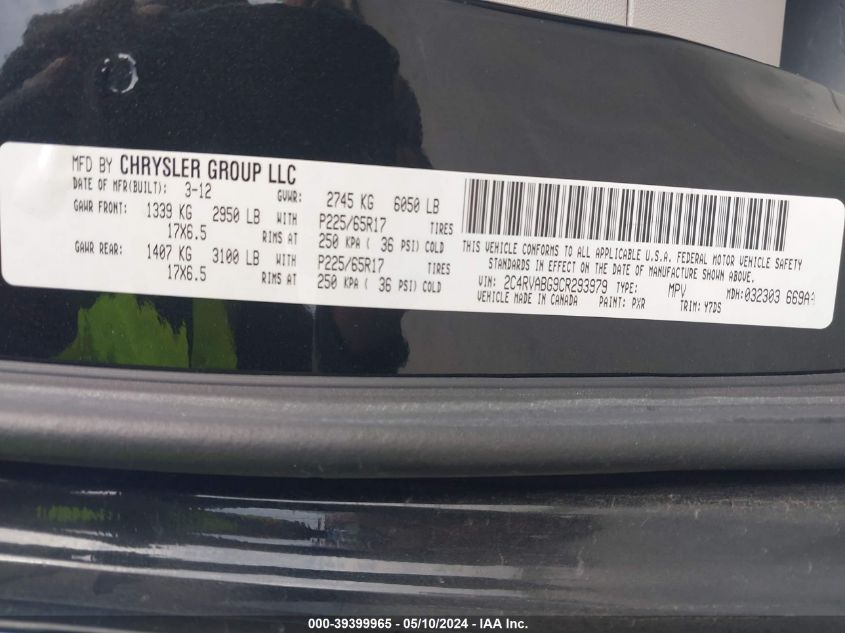 MFD BY CHRYSLER GROUP LLC
DATE OF MFR(BUILT): 3-12 GVWR: 2745 KG 6050 LB
GAWR FRONT: 1339 KG 2950 LB WITH P225/65R17 TIRES
17X6.5 RIMS AT 250 KPA ( 36 PSI) COLD
GAWR REAR: 1407 KG 3100 LB WITH P225/65R17 TIRES
17X6.5 RIMS AT 250 KPA ( 36 PSI) COLD
THIS VEHICLE CONFORMS TO ALL APPLICABLE U.S.A. FEDERAL MOTOR VEHICLE SAFETY
STANDARDS IN EFFECT ON THE DATE OF MANUFACTURE SHOWN ABOVE.
VIN: 2C4RVABG9CR293979 TYPE: MPV MDH:032303 669AA
VEHICLE MADE IN CANADA PAINT: PXR TRIM: Y7DS
000-39399965 - 05/10/2024 - IAA Inc.